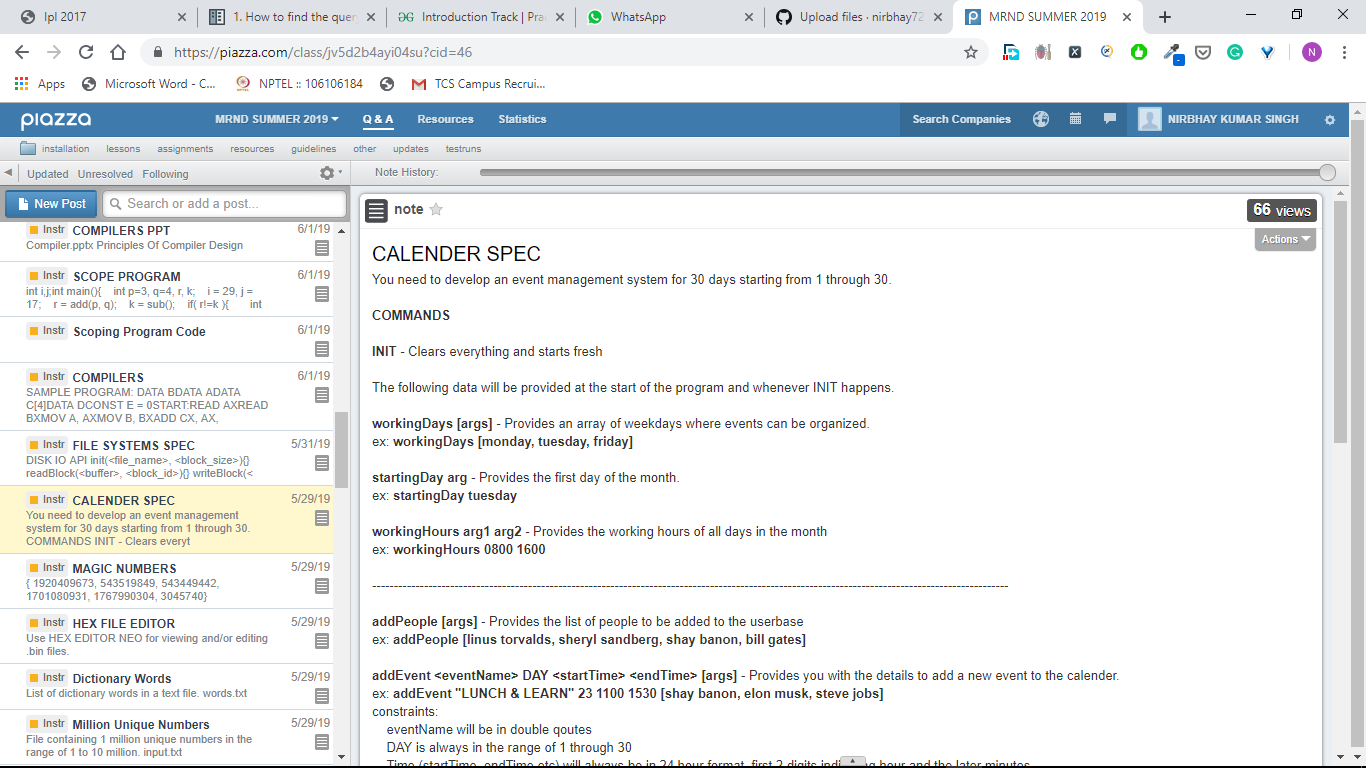 Ipl 2017
1. How to find the quer
Introduction Track | Pra
WhatsApp
Upload files · nirbhay72
MRND SUMMER 2019
https://piazza.com/class/jv5d2b4ayi04su?cid=46
N
Apps
Microsoft Word - C...
NPTEL :: 106106184
TCS Campus Recrui...
piazza
MRND SUMMER 2019
Q & A
Resources
Statistics
Search Companies
NIRBHAY KUMAR SINGH
installation
lessons
assignments
resources
guidelines
other
updates
testruns
Updated
Unresolved
Following
Note History:
New Post
Search or add a post...
Instr COMPILERS PPT 6/1/19
Compiler.pptx Principles Of Compiler Design
Instr SCOPE PROGRAM 6/1/19
int i,j;int main(){ int p=3, q=4, r, k; i = 29, j =
17; r = add(p, q); k = sub(); if( r!=k ){ int
Instr Scoping Program Code 6/1/19
Instr COMPILERS 6/1/19
SAMPLE PROGRAM: DATA BDATA ADATA
C[4]DATA DCONST E = 0START:READ AXREAD
BXMOV A, AXMOV B, BXADD CX, AX,
Instr FILE SYSTEMS SPEC 5/31/19
DISK IO API init(<file_name>, <block_size>){}
readBlock(<buffer>, <block_id>){} writeBlock(<
Instr CALENDER SPEC 5/29/19
You need to develop an event management
system for 30 days starting from 1 through 30.
COMMANDS INIT - Clears everyt
Instr MAGIC NUMBERS 5/29/19
{ 1920409673, 543519849, 543449442,
1701080931, 1767990304, 3045740}
Instr HEX FILE EDITOR 5/29/19
Use HEX EDITOR NEO for viewing and/or editing
.bin files.
Instr Dictionary Words 5/29/19
List of dictionary words in a text file. words.txt
Instr Million Unique Numbers 5/29/19
File containing 1 million unique numbers in the
range of 1 to 10 million. input.txt
note
66 views
Actions
CALENDER SPEC
You need to develop an event management system for 30 days starting from 1 through 30.
COMMANDS
INIT - Clears everything and starts fresh
The following data will be provided at the start of the program and whenever INIT happens.
workingDays [args] - Provides an array of weekdays where events can be organized.
ex: workingDays [monday, tuesday, friday]
startingDay arg - Provides the first day of the month.
ex: startingDay tuesday
workingHours arg1 arg2 - Provides the working hours of all days in the month
ex: workingHours 0800 1600
addPeople [args] - Provides the list of people to be added to the userbase
ex: addPeople [linus torvalds, sheryl sandberg, shay banon, bill gates]
addEvent <eventName> DAY <startTime> <endTime> [args] - Provides you with the details to add a new event to the calender.
ex: addEvent "LUNCH & LEARN" 23 1100 1530 [shay banon, elon musk, steve jobs]
constraints:
eventName will be in double qoutes
DAY is always in the range of 1 through 30
Time (startTime, endTime etc) will always be in 24 hour format, first 2 digits hour and the later minutes